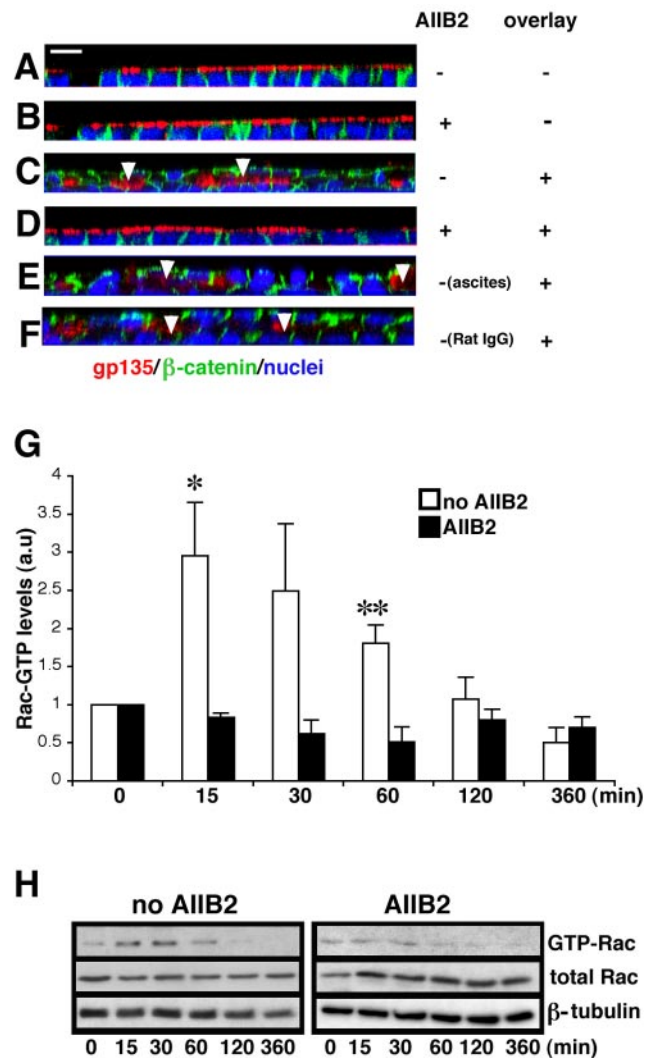 AIIB2 overlay
A - -
B + -
C - +
D + +
E -(ascites) +
F -(Rat IgG) +
gp135/β-catenin/nuclei
G
Rac-GTP levels (a.u)
4
3.5
3
2.5
2
1.5
1
0.5
0
* **
no AIIB2
AIIB2
0 15 30 60 120 360 (min)
H
no AIIB2 AIIB2
GTP-Rac
total Rac
β-tubulin
0 15 30 60 120 360 0 15 30 60 120 360 (min)